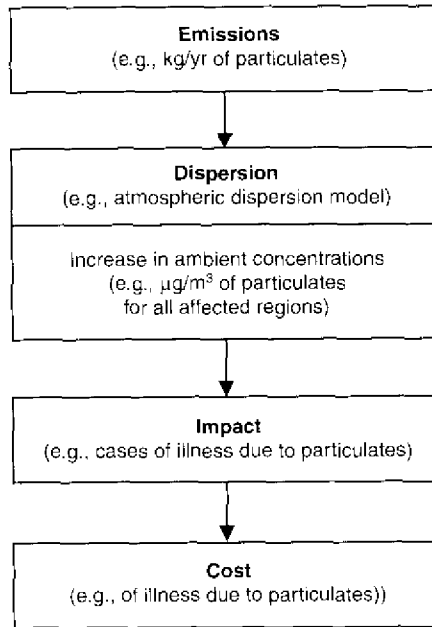 Emissions
(e.g., kg/yr of particulates)
Dispersion
(e.g., atmospheric dispersion model)
Increase in ambient concentrations
(e.g., µg/m³ of particulates
for all affected regions)
Impact
(e.g., cases of illness due to particulates)
Cost
(e.g., of illness due to particulates))